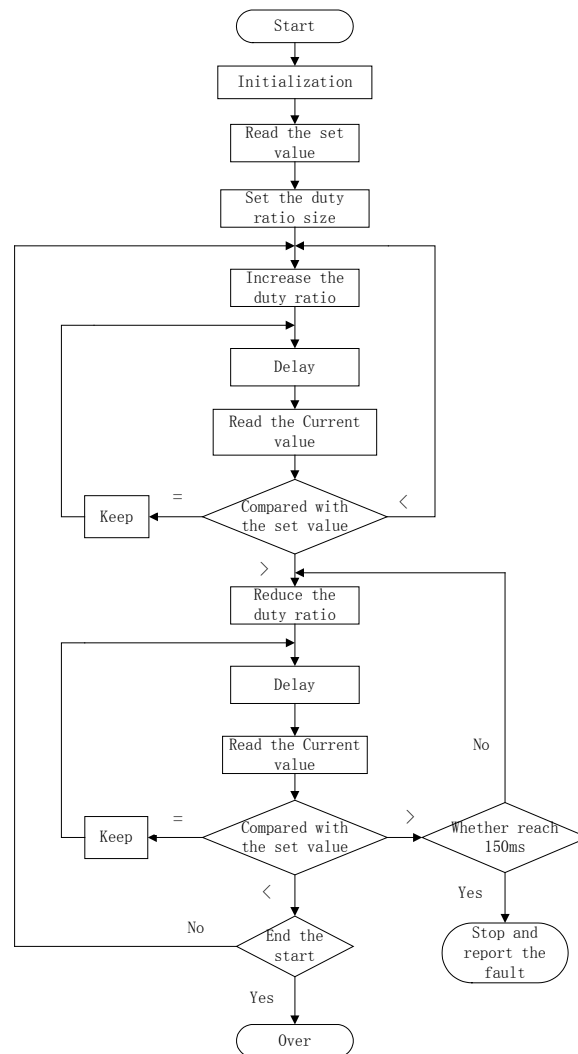 Start
Initialization
Read the set
value
Set the duty
ratio size
Increase the
duty ratio
Delay
Read the Current
value
Compared with
the set value
=
<
Keep
>
Reduce the
duty ratio
Delay
Read the Current
value
No
Compared with
the set value
=
>
Keep
Whether reach
150ms
<
Yes
No
End the
start
Stop and
report the
fault
Yes
Over